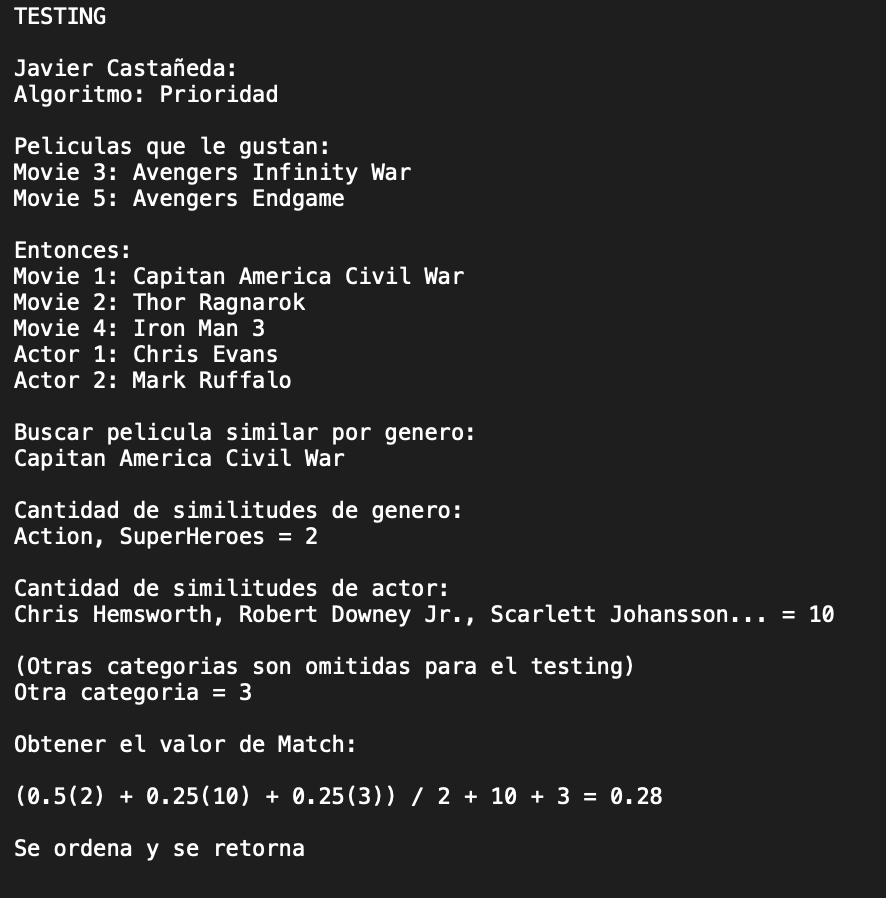 TESTING
Javier Castañeda:
Algoritmo: Prioridad
Peliculas que le gustan:
Movie 3: Avengers Infinity War
Movie 5: Avengers Endgame
Entonces:
Movie 1: Capitan America Civil War
Movie 2: Thor Ragnarok
Movie 4: Iron Man 3
Actor 1: Chris Evans
Actor 2: Mark Ruffalo
Buscar pelicula similar por genero:
Capitan America Civil War
Cantidad de similitudes de genero:
Action, SuperHeroes = 2
Cantidad de similitudes de actor:
Chris Hemsworth, Robert Downey Jr., Scarlett Johansson... = 10
(Otras categorias son omitidas para el testing)
Otra categoria = 3
Obtener el valor de Match:
(0.5(2) + 0.25(10) + 0.25(3)) / 2 + 10 + 3 = 0.28
Se ordena y se retorna